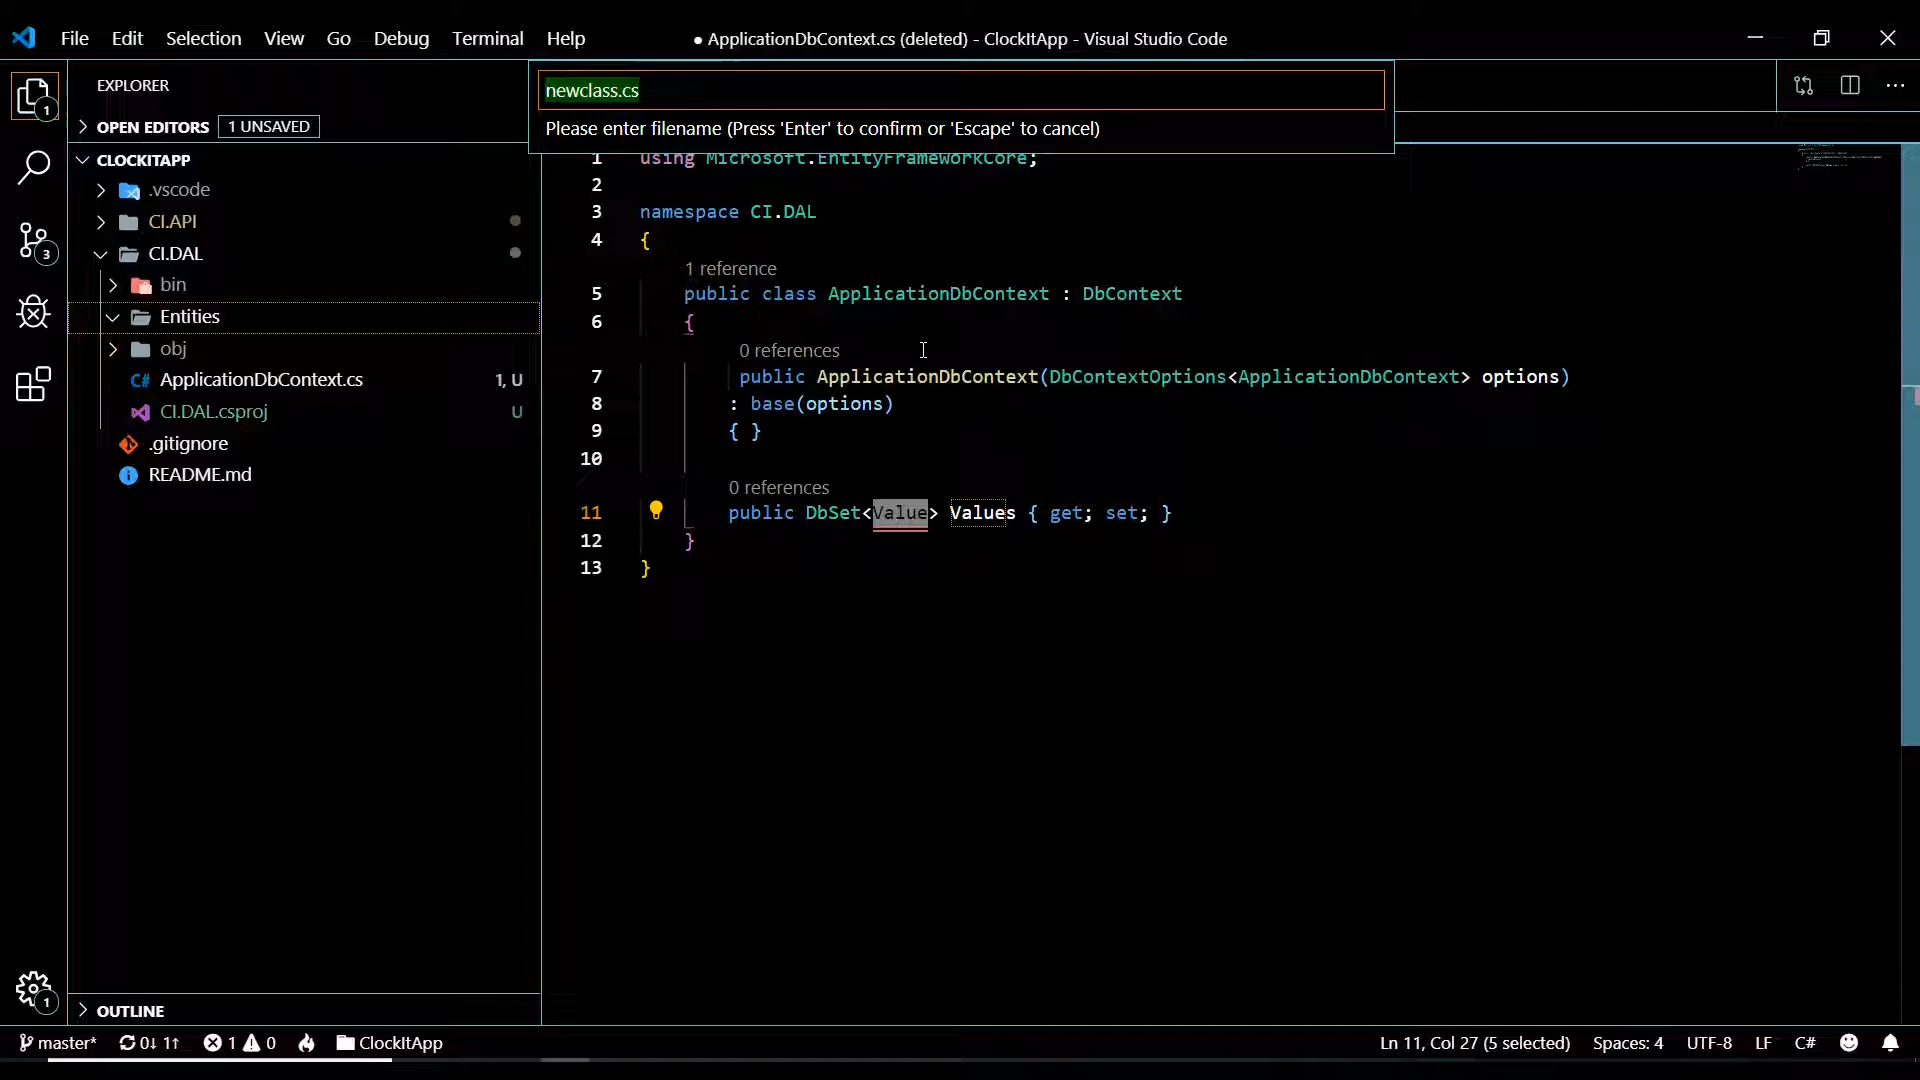 File Edit Selection View Go Debug Terminal Help
● ApplicationDbContext.cs (deleted) - ClockItApp - Visual Studio Code
EXPLORER
OPEN EDITORS 1 UNSAVED
CLOCKITAPP
.vscode
CI.API
CI.DAL
bin
Entities
obj
ApplicationDbContext.cs 1, U
CI.DAL.csproj U
.gitignore
README.md
OUTLINE
1
3
1
newclass.cs
Please enter filename (Press 'Enter' to confirm or 'Escape' to cancel)
1 using Microsoft.EntityFrameworkCore;
2
3 namespace CI.DAL
4 {
1 reference
5 public class ApplicationDbContext : DbContext
6 {
0 references
7 public ApplicationDbContext(DbContextOptions<ApplicationDbContext> options)
8 : base(options)
9 { }
10
0 references
11 public DbSet<Value> Values { get; set; }
12 }
13 }
master* 0↓ 1↑ 1 0 ClockItApp
Ln 11, Col 27 (5 selected) Spaces: 4 UTF-8 LF C#